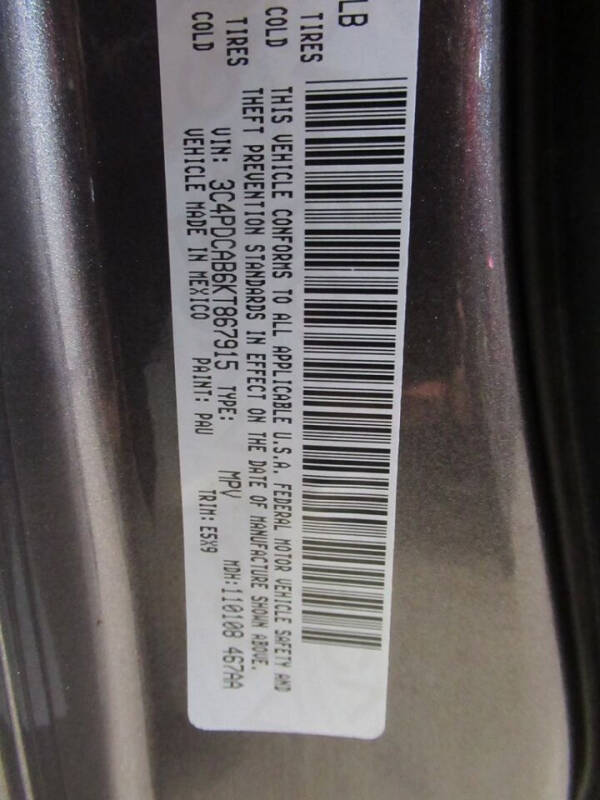 LB
TIRES
COLD
TIRES
COLD
THIS VEHICLE CONFORMS TO ALL APPLICABLE U.S.A. FEDERAL MOTOR VEHICLE SAFETY AND
THEFT PREVENTION STANDARDS IN EFFECT ON THE DATE OF MANUFACTURE SHOWN ABOVE.
VIN: 3C4PDCAB6KT867915 TYPE: MPV MDH:110108 467AA
VEHICLE MADE IN MEXICO PAINT: PAU TRIM: E5X9